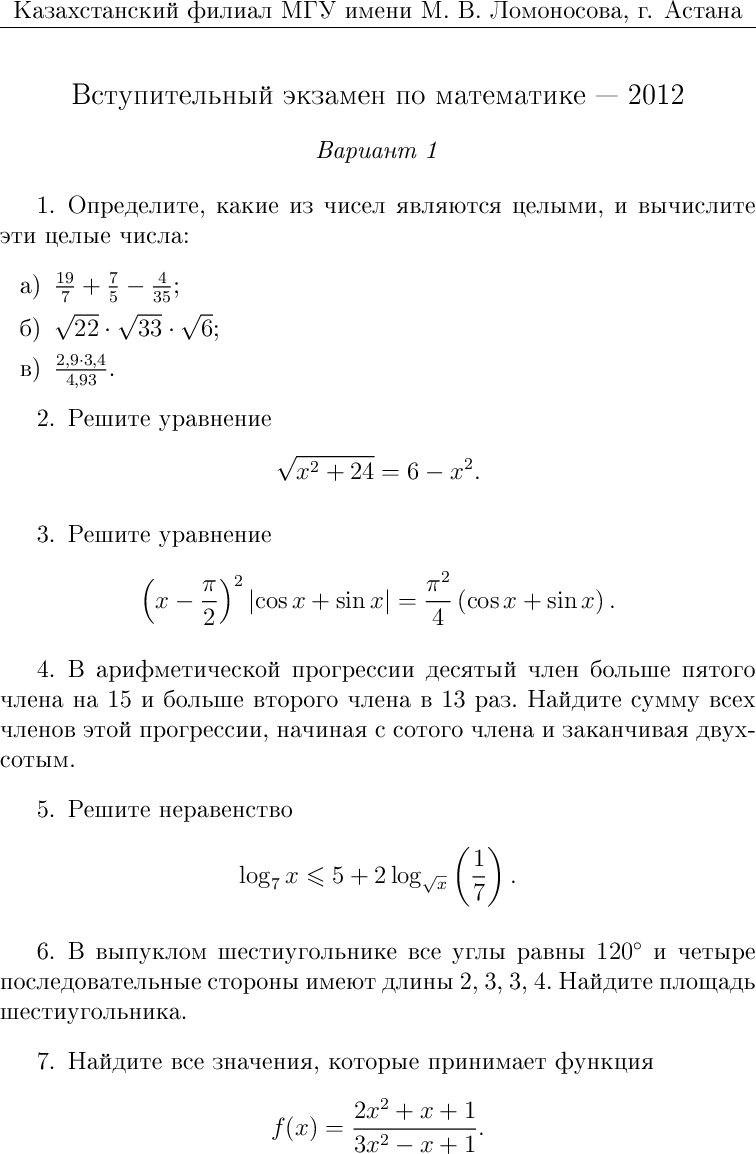 Казахстанский филиал МГУ имени М. В. Ломоносова, г. Астана
Вступительный экзамен по математике — 2012
Вариант 1
1. Определите, какие из чисел являются целыми, и вычислите
эти целые числа:
а) $\frac{19}{7} + \frac{7}{5} - \frac{4}{35}$;
б) $\sqrt{22} \cdot \sqrt{33} \cdot \sqrt{6}$;
в) $\frac{2,9 \cdot 3,4}{4,93}$.
2. Решите уравнение
$\sqrt{x^2 + 24} = 6 - x^2.$
3. Решите уравнение
$\left(x - \frac{\pi}{2}\right)^2 |\cos x + \sin x| = \frac{\pi^2}{4} (\cos x + \sin x).$
4. В арифметической прогрессии десятый член больше пятого
члена на 15 и больше второго члена в 13 раз. Найдите сумму всех
членов этой прогрессии, начиная с сотого члена и заканчивая двух-
сотым.
5. Решите неравенство
$\log_7 x \leqslant 5 + 2 \log_{\sqrt{x}} \left(\frac{1}{7}\right).$
6. В выпуклом шестиугольнике все углы равны 120° и четыре
последовательные стороны имеют длины 2, 3, 3, 4. Найдите площадь
шестиугольника.
7. Найдите все значения, которые принимает функция
$f(x) = \frac{2x^2 + x + 1}{3x^2 - x + 1}.$